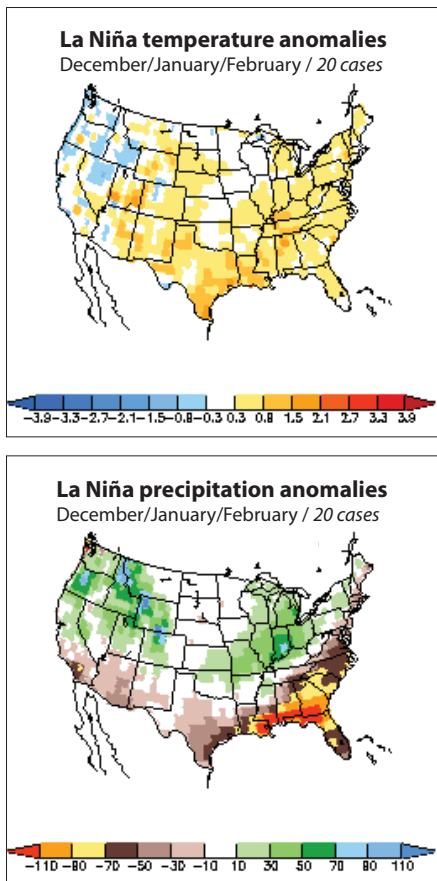 La Niña temperature anomalies
December/January/February / 20 cases
-3.9 -3.3 -2.7 -2.1 -1.5 -0.8 -0.3 0.3 0.8 1.5 2.1 2.7 3.3 3.9
La Niña precipitation anomalies
December/January/February / 20 cases
-110 -80 -70 -50 -30 -10 10 30 50 70 80 110